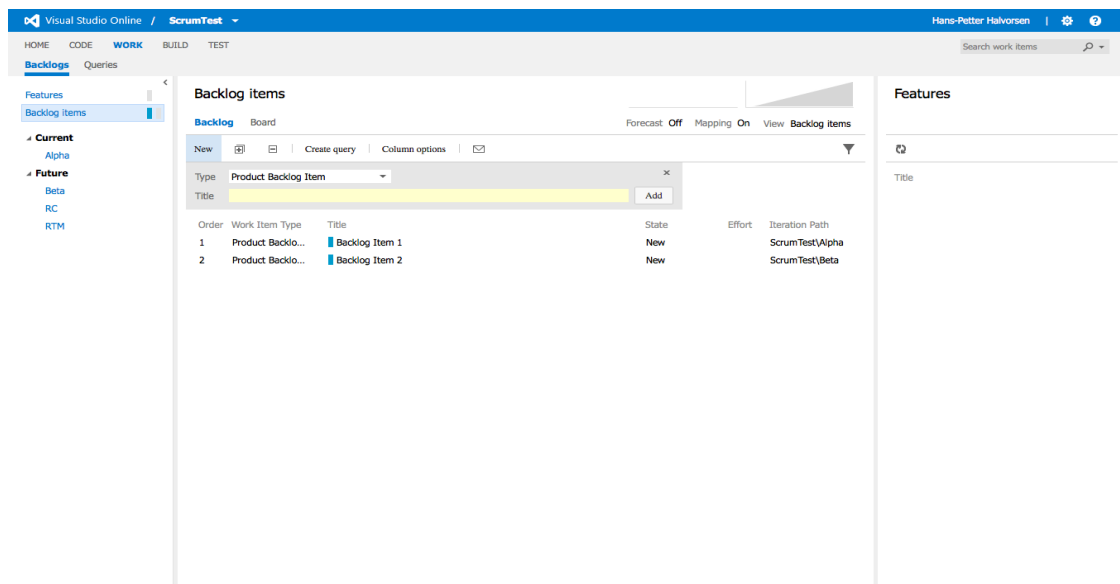 Visual Studio Online / ScrumTest Hans-Petter Halvorsen |
HOME CODE WORK BUILD TEST Search work items
Backlogs Queries
Features
Backlog items
Current
Alpha
Future
Beta
RC
RTM
Backlog items
Backlog Board Forecast Off Mapping On View Backlog items
New Create query Column options
Type Product Backlog Item
Title Add
Order Work Item Type Title State Effort Iteration Path
1 Product Backlo... Backlog Item 1 New ScrumTest\Alpha
2 Product Backlo... Backlog Item 2 New ScrumTest\Beta
Features
Title